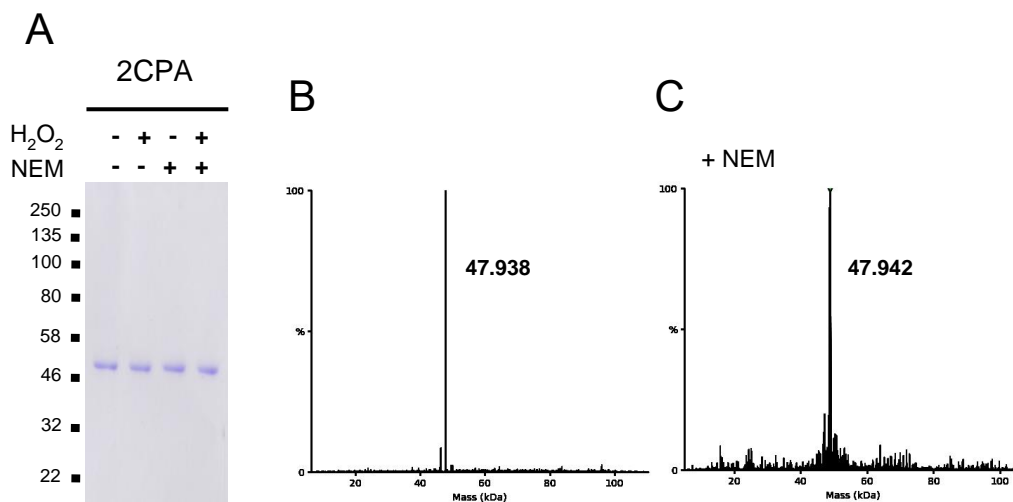 A
2CPA
H₂O₂ - + - +
NEM - - + +
250
135
100
80
58
46
32
22
B
100
47.938
%
0
20 40 60 80 100
Mass (kDa)
C
+ NEM
100
47.942
%
0
20 40 60 80 100
Mass (kDa)